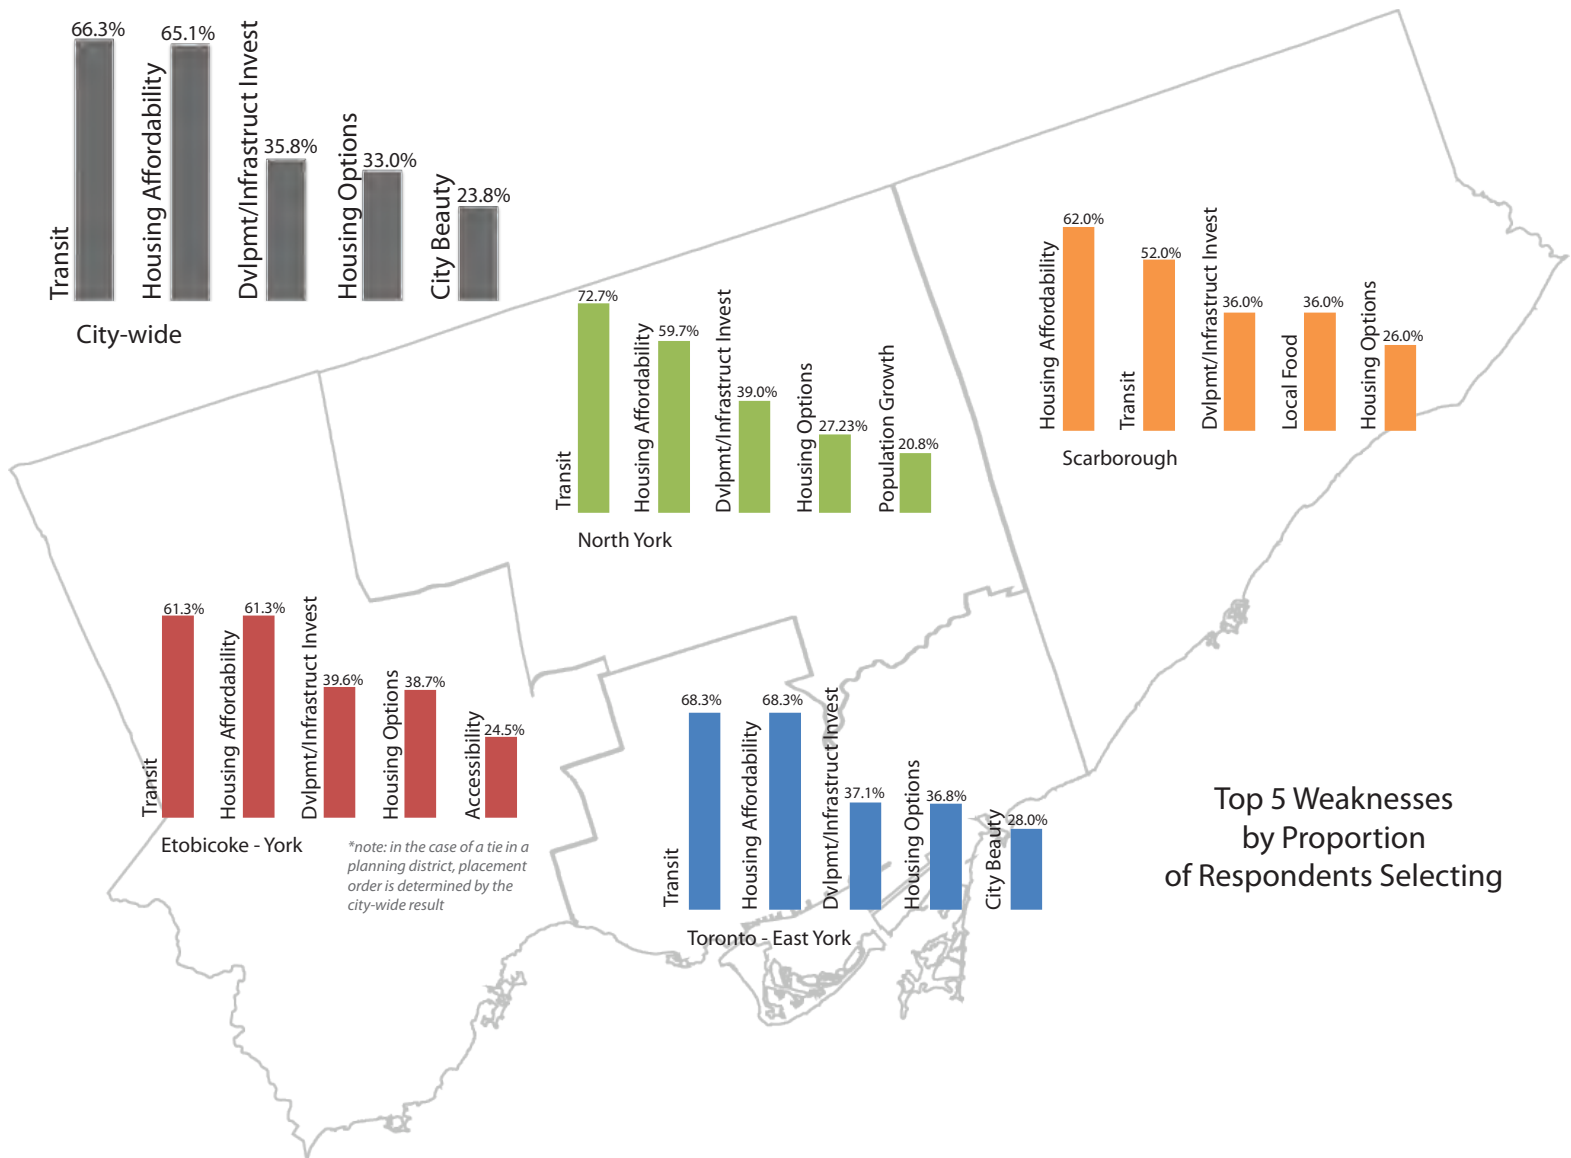 66.3%
65.1%
35.8%
33.0%
23.8%
Transit
Housing Affordability
Dvlpmt/Infrastruct Invest
Housing Options
City Beauty
City-wide
62.0%
52.0%
36.0%
36.0%
26.0%
Housing Affordability
Transit
Dvlpmt/Infrastruct Invest
Local Food
Housing Options
Scarborough
72.7%
59.7%
39.0%
27.23%
20.8%
Transit
Housing Affordability
Dvlpmt/Infrastruct Invest
Housing Options
Population Growth
North York
61.3%
61.3%
39.6%
38.7%
24.5%
Transit
Housing Affordability
Dvlpmt/Infrastruct Invest
Housing Options
Accessibility
Etobicoke - York
*note: in the case of a tie in a
planning district, placement
order is determined by the
city-wide result
68.3%
68.3%
37.1%
36.8%
28.0%
Transit
Housing Affordability
Dvlpmt/Infrastruct Invest
Housing Options
City Beauty
Toronto - East York
Top 5 Weaknesses
by Proportion
of Respondents Selecting